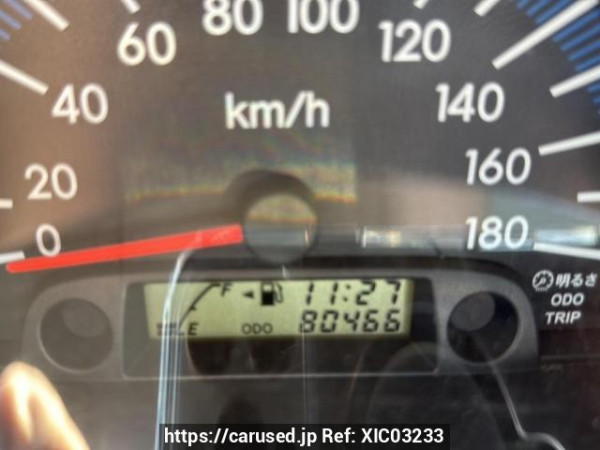 80 100
60 120
40 km/h 140
20 160
0 180
F 11:27
E ODO 80466
明るさ
ODO
TRIP
https://carused.jp Ref: XIC03233